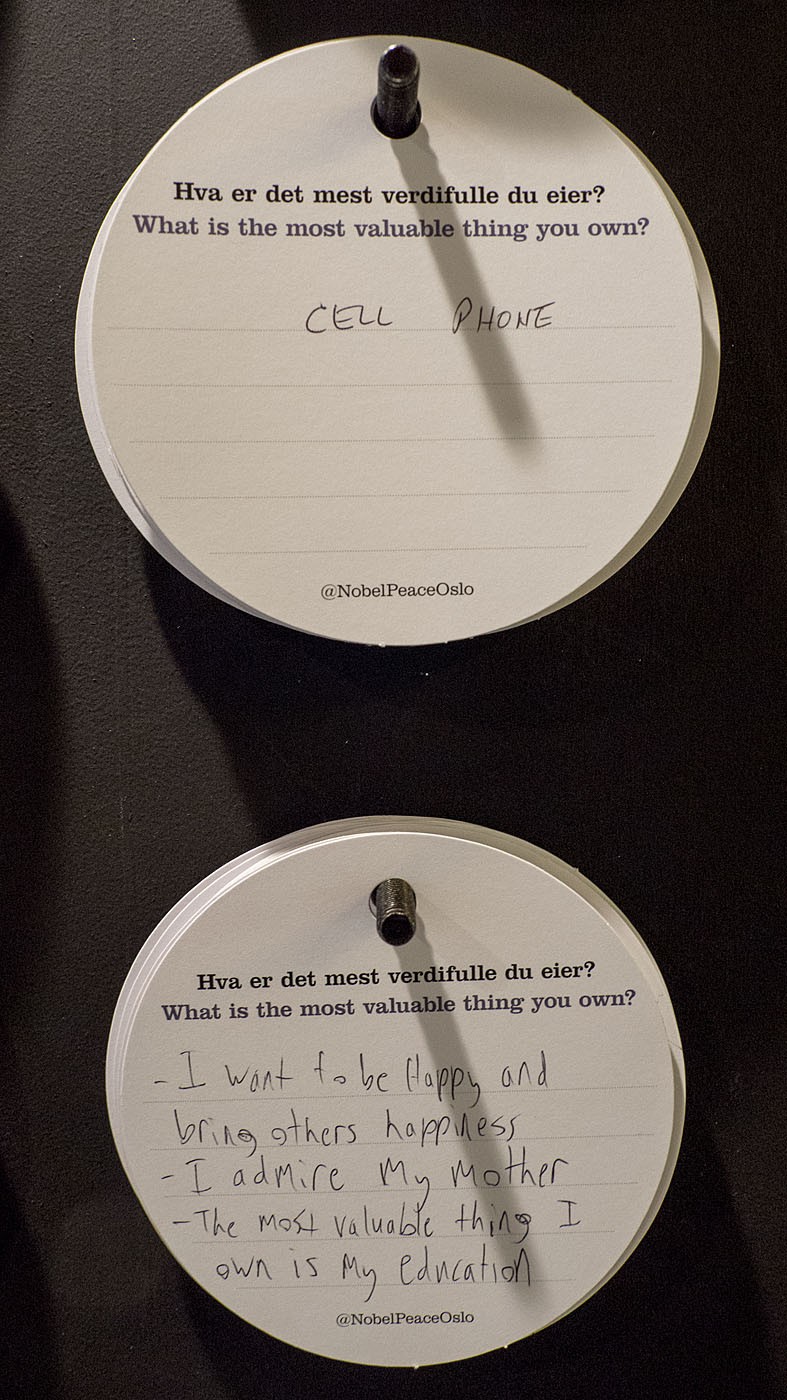 Hva er det mest verdifulle du eier?
What is the most valuable thing you own?
CELL PHONE
@NobelPeaceOslo
Hva er det mest verdifulle du eier?
What is the most valuable thing you own?
- I want to be Happy and
bring others happiness
- I admire My Mother
- The most valuable thing I
own is My education
@NobelPeaceOslo